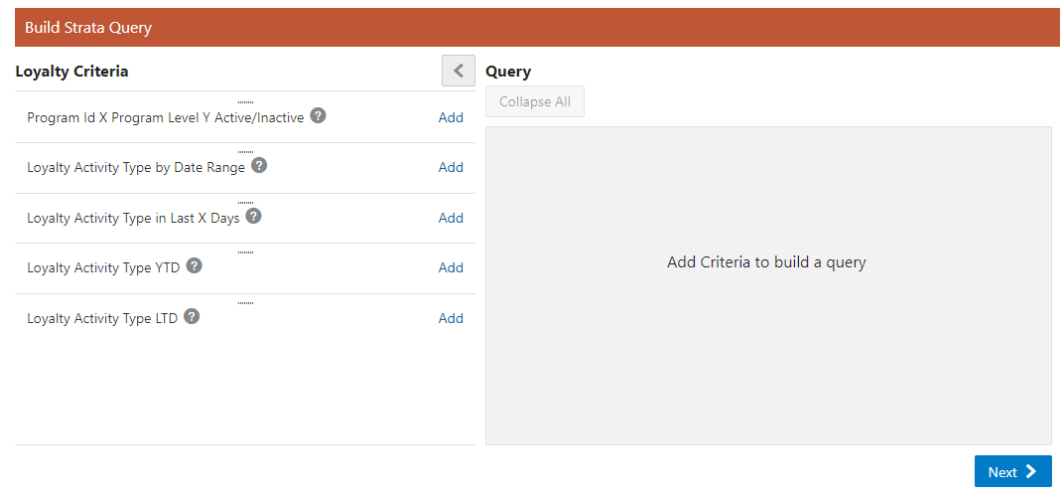 Build Strata Query
Loyalty Criteria
Program Id X Program Level Y Active/Inactive ? Add
Loyalty Activity Type by Date Range ? Add
Loyalty Activity Type in Last X Days ? Add
Loyalty Activity Type YTD ? Add
Loyalty Activity Type LTD ? Add
Query
Collapse All
Add Criteria to build a query
Next